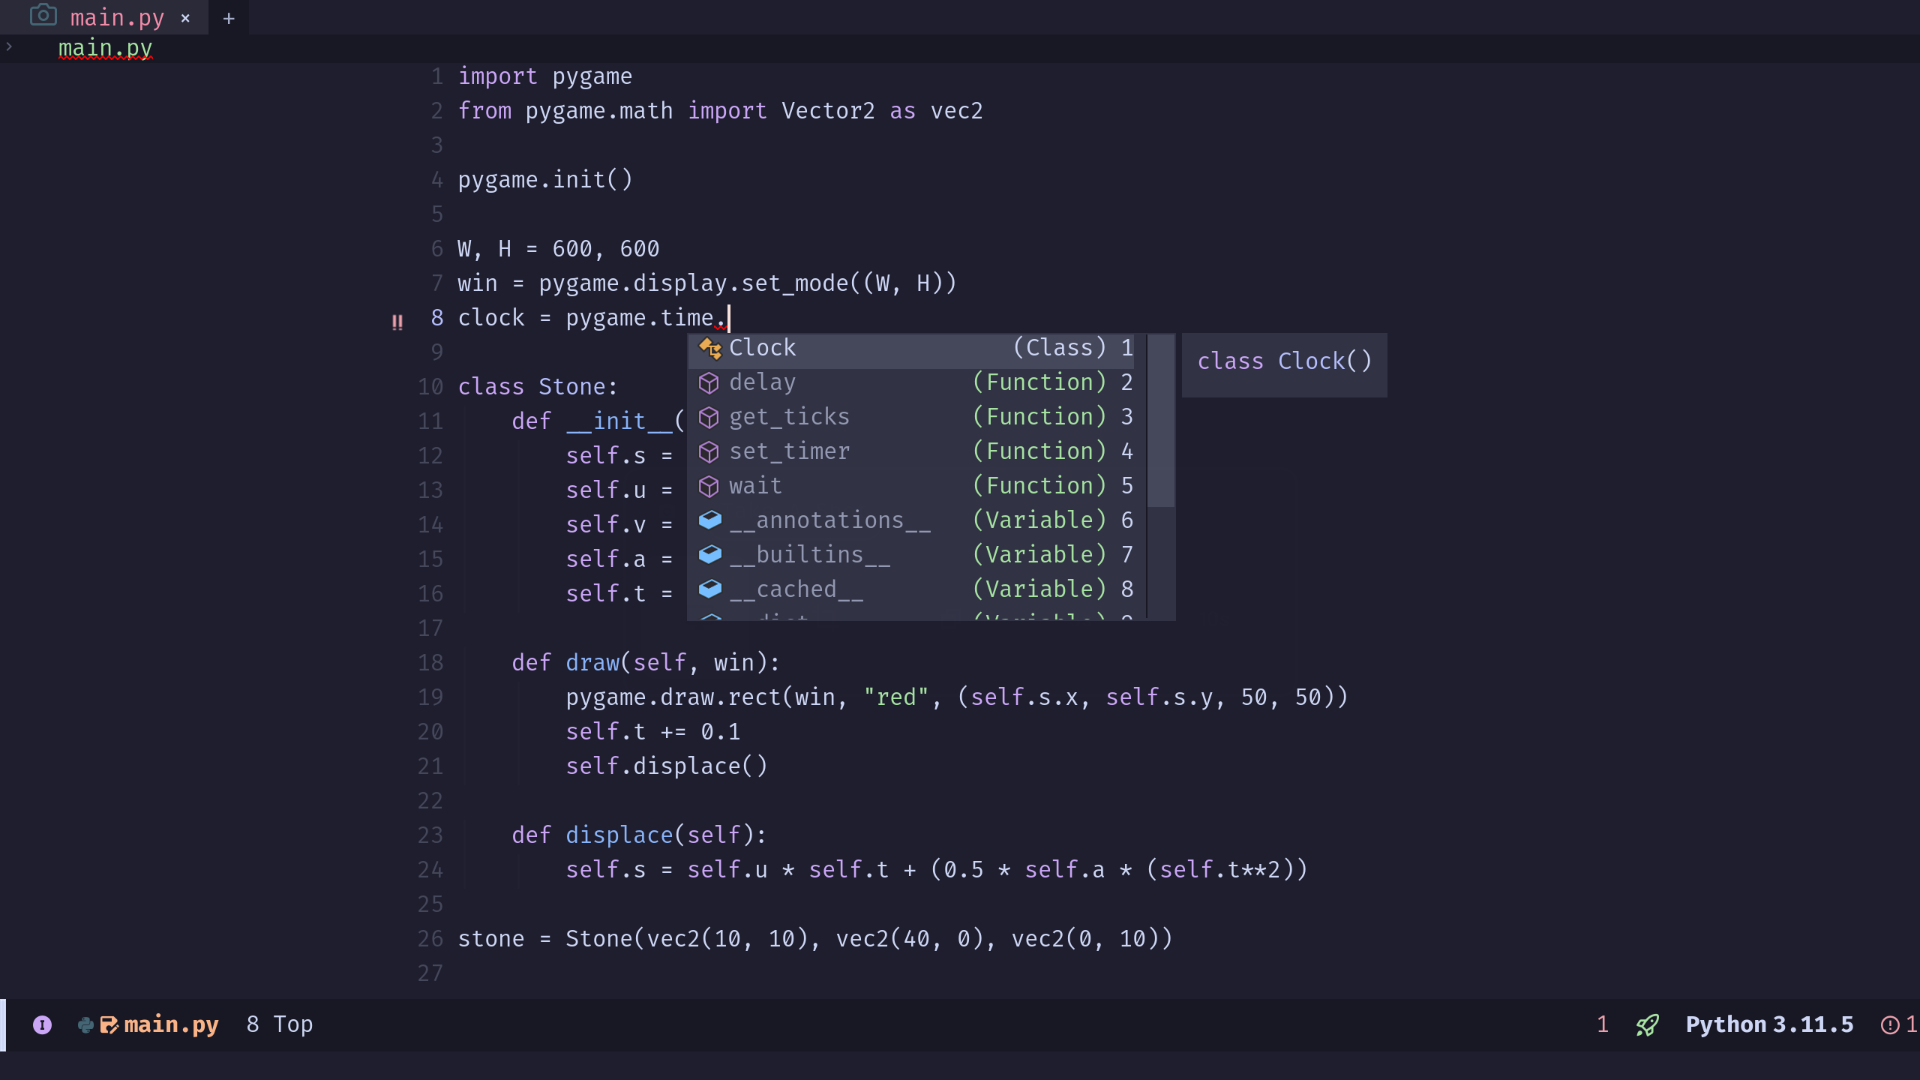 main.py × +
› main.py
1 import pygame
2 from pygame.math import Vector2 as vec2
3
4 pygame.init()
5
6 W, H = 600, 600
7 win = pygame.display.set_mode((W, H))
‼ 8 clock = pygame.time.
9
10 class Stone:
11 def __init__(
12 self.s =
13 self.u =
14 self.v =
15 self.a =
16 self.t =
17
18 def draw(self, win):
19 pygame.draw.rect(win, "red", (self.s.x, self.s.y, 50, 50))
20 self.t += 0.1
21 self.displace()
22
23 def displace(self):
24 self.s = self.u * self.t + (0.5 * self.a * (self.t**2))
25
26 stone = Stone(vec2(10, 10), vec2(40, 0), vec2(0, 10))
27
Clock (Class) 1
delay (Function) 2
get_ticks (Function) 3
set_timer (Function) 4
wait (Function) 5
__annotations__ (Variable) 6
__builtins__ (Variable) 7
__cached__ (Variable) 8
class Clock()
I main.py 8 Top 1 Python 3.11.5 1